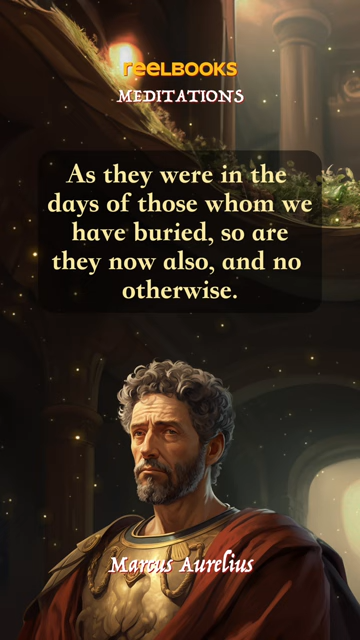 reelBOOKS
MEDITATIONS
As they were in the
days of those whom we
have buried, so are
they now also, and no
otherwise.
Marcus Aurelius